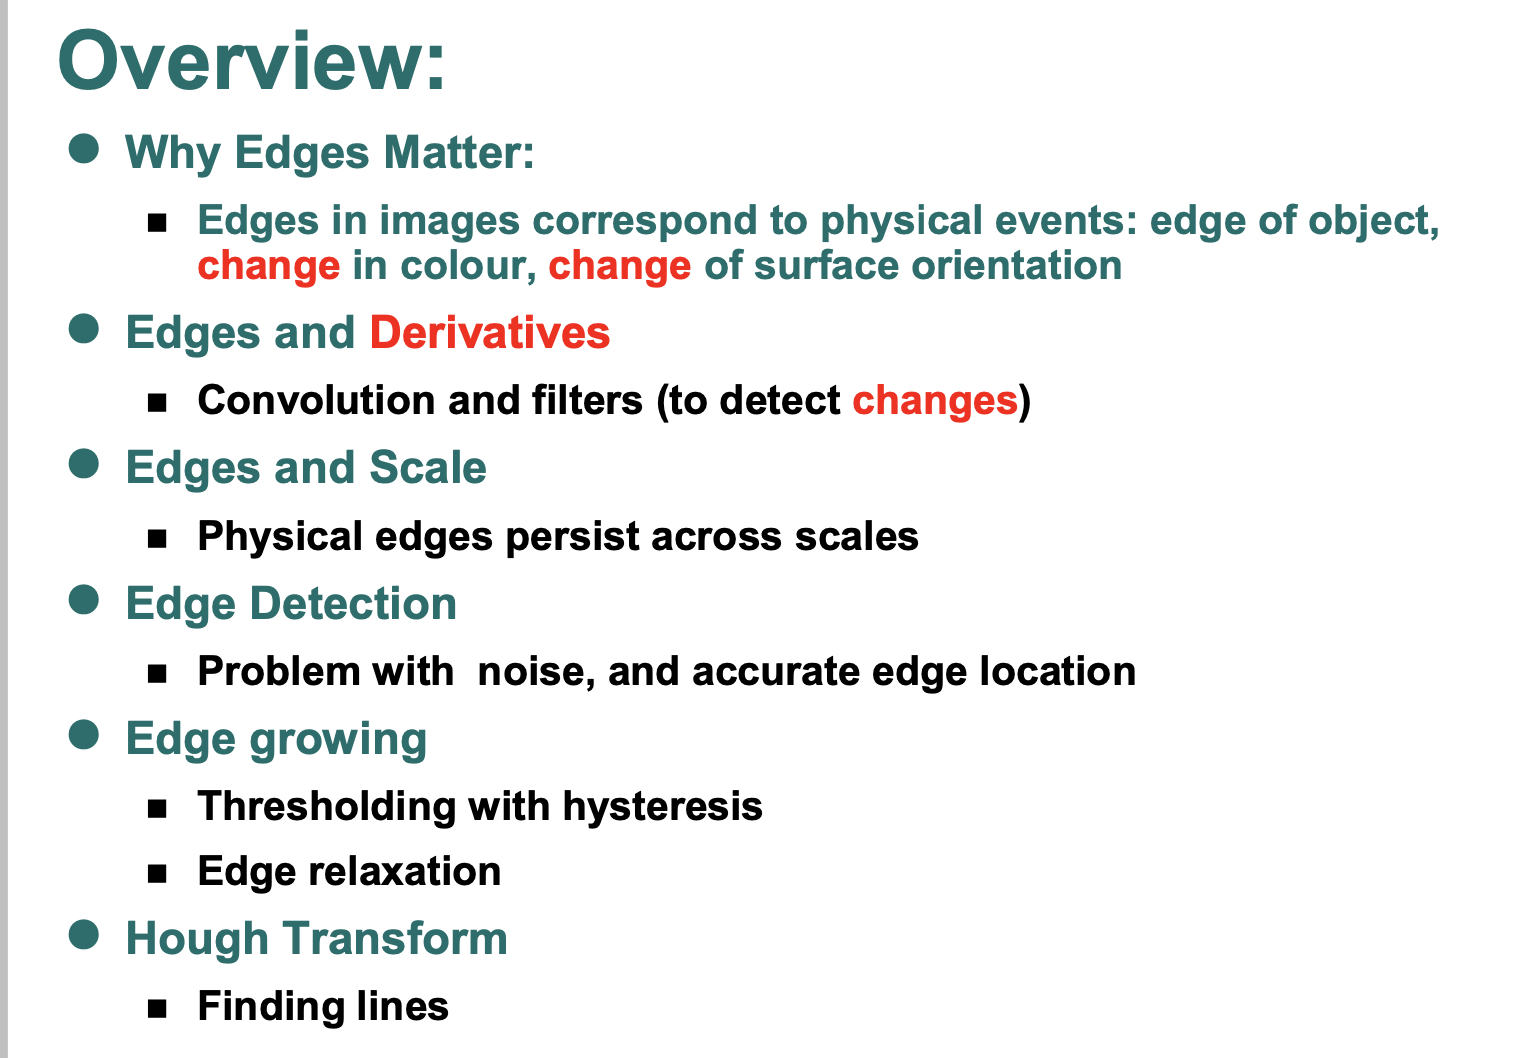 Overview:
Why Edges Matter:
Edges in images correspond to physical events: edge of object,
change in colour, change of surface orientation
Edges and Derivatives
Convolution and filters (to detect changes)
Edges and Scale
Physical edges persist across scales
Edge Detection
Problem with  noise, and accurate edge location
Edge growing
Thresholding with hysteresis
Edge relaxation
Hough Transform
Finding lines